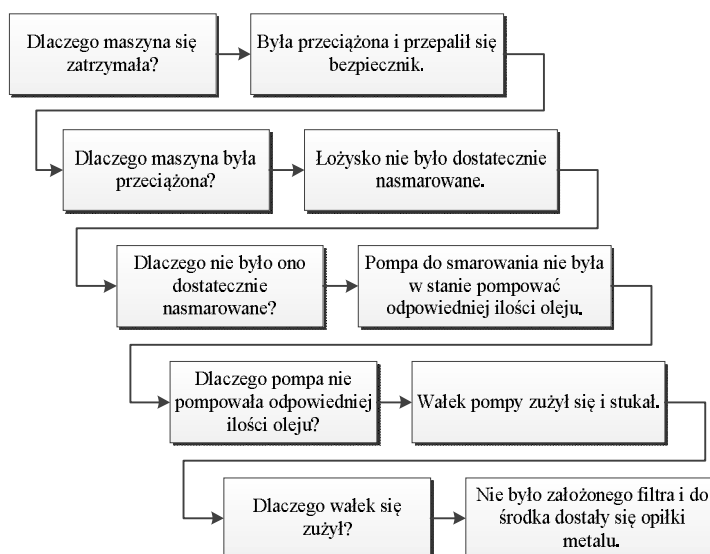 Dlaczego maszyna się
zatrzymała?
Była przeciążona i przepalił się
bezpiecznik.
Dlaczego maszyna była
przeciążona?
Łożysko nie było dostatecznie
nasmarowane.
Dlaczego nie było ono
dostatecznie
nasmarowane?
Pompa do smarowania nie była
w stanie pompować
odpowiedniej ilości oleju.
Dlaczego pompa nie
pompowała odpowiedniej
ilości oleju?
Wałek pompy zużył się i stukał.
Dlaczego wałek się
zużył?
Nie było założonego filtra i do
środka dostały się opiłki
metalu.